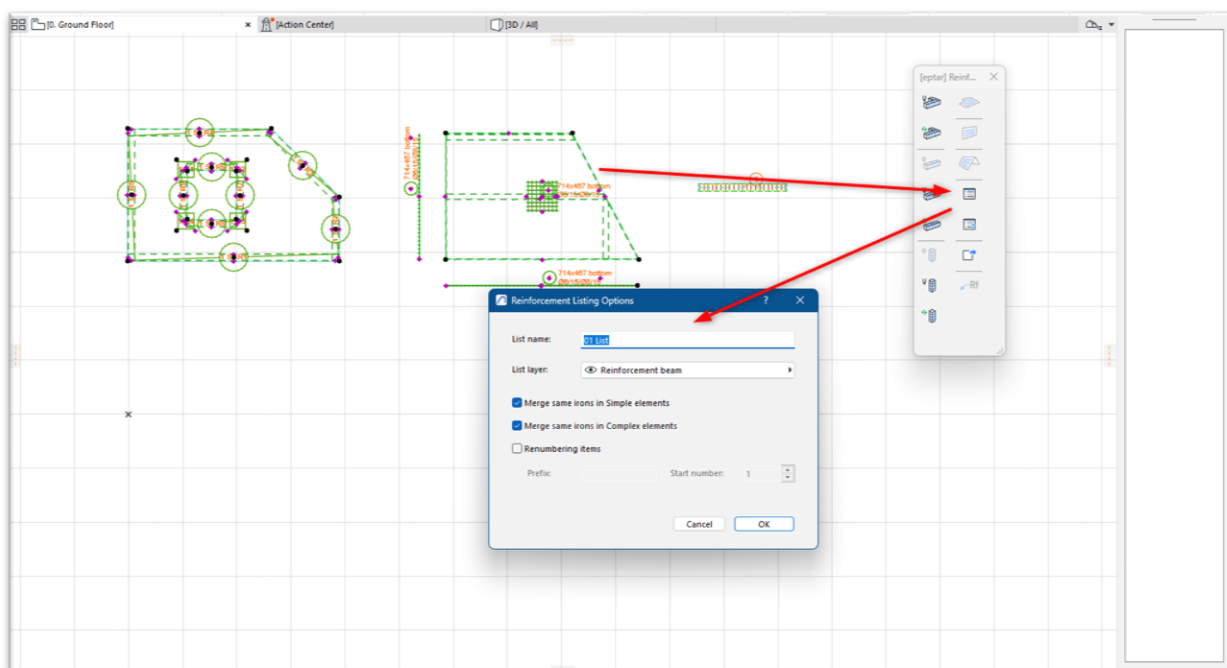 [0. Ground Floor]
[Action Center]
[3D / All]
[eptar] Reinf...
714x487 bottom
714x487 bottom
714x487 bottom
Rf
Reinforcement Listing Options
?
List name:
01 List
List layer:
Reinforcement beam
Merge same irons in Simple elements
Merge same irons in Complex elements
Renumbering items
Prefix:
Start number:
1
Cancel
OK